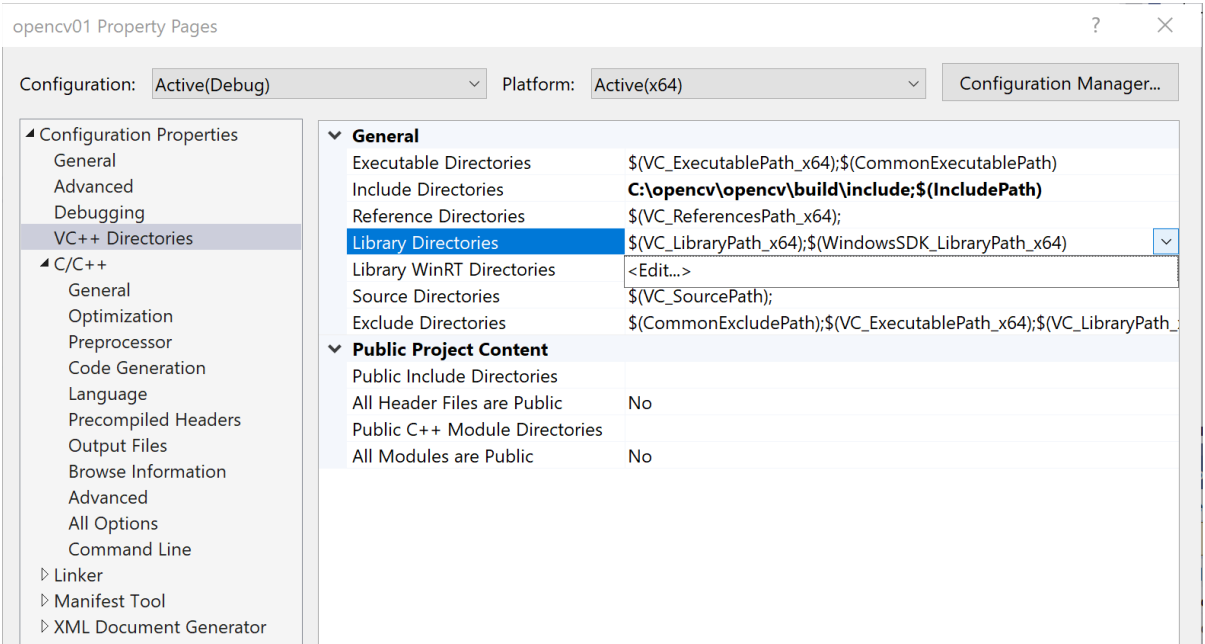 opencv01 Property Pages
?
Configuration: Active(Debug) Platform: Active(x64) Configuration Manager...
Configuration Properties
General
Advanced
Debugging
VC++ Directories
C/C++
General
Optimization
Preprocessor
Code Generation
Language
Precompiled Headers
Output Files
Browse Information
Advanced
All Options
Command Line
Linker
Manifest Tool
XML Document Generator
General
Executable Directories $(VC_ExecutablePath_x64);$(CommonExecutablePath)
Include Directories C:\opencv\opencv\build\include;$(IncludePath)
Reference Directories $(VC_ReferencesPath_x64);
Library Directories $(VC_LibraryPath_x64);$(WindowsSDK_LibraryPath_x64)
Library WinRT Directories <Edit...>
Source Directories $(VC_SourcePath);
Exclude Directories $(CommonExcludePath);$(VC_ExecutablePath_x64);$(VC_LibraryPath_
Public Project Content
Public Include Directories
All Header Files are Public No
Public C++ Module Directories
All Modules are Public No